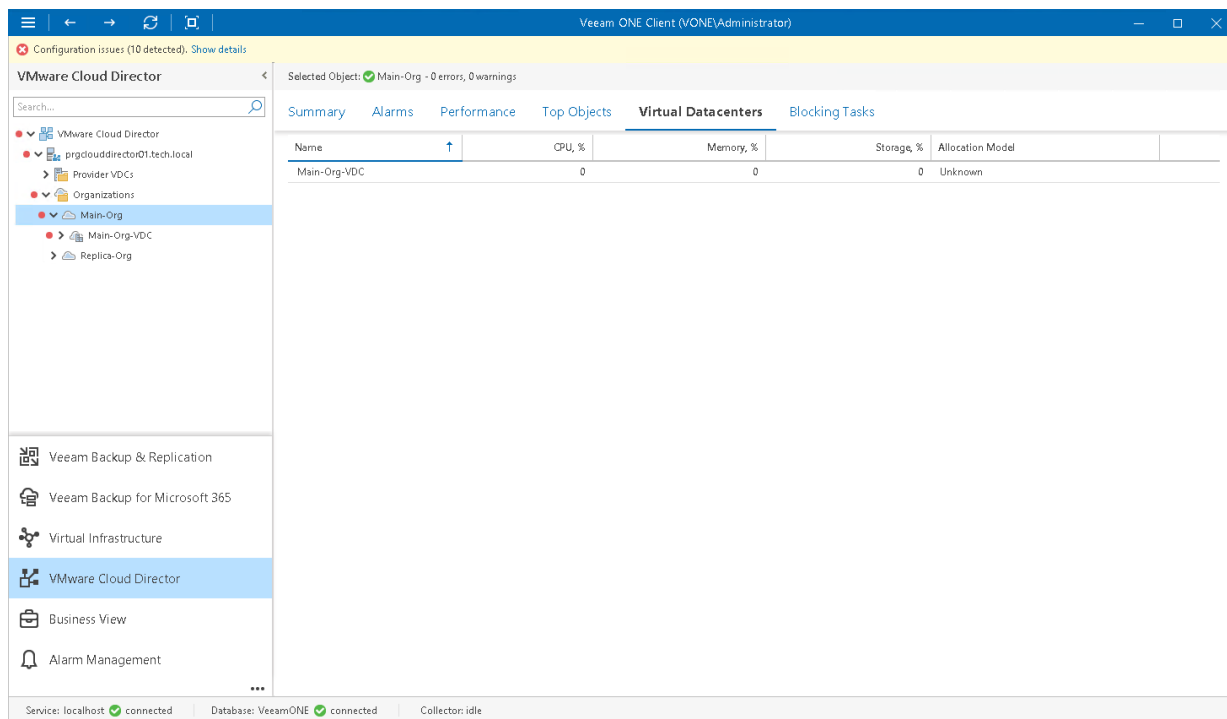 Veeam ONE Client (VONE\Administrator)
Configuration issues (10 detected). Show details
VMware Cloud Director
Search...
VMware Cloud Director
prgclouddirector01.tech.local
Provider VDCs
Organizations
Main-Org
Main-Org-VDC
Replica-Org
Veeam Backup & Replication
Veeam Backup for Microsoft 365
Virtual Infrastructure
VMware Cloud Director
Business View
Alarm Management
Selected Object: Main-Org - 0 errors, 0 warnings
Summary Alarms Performance Top Objects Virtual Datacenters Blocking Tasks
Name CPU, % Memory, % Storage, % Allocation Model
Main-Org-VDC 0 0 0 Unknown
Service: localhost connected Database: VeeamONE connected Collector: idle